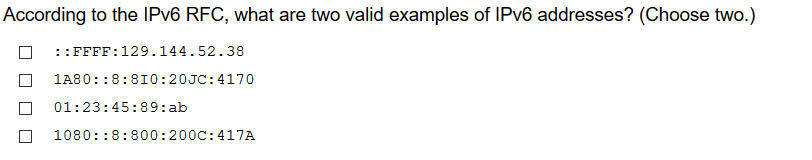 According to the IPv6 RFC, what are two valid examples of IPv6 addresses? (Choose two.)
::FFFF:129.144.52.38
1A80::8:8I0:20JC:4170
01:23:45:89:ab
1080::8:800:200C:417A